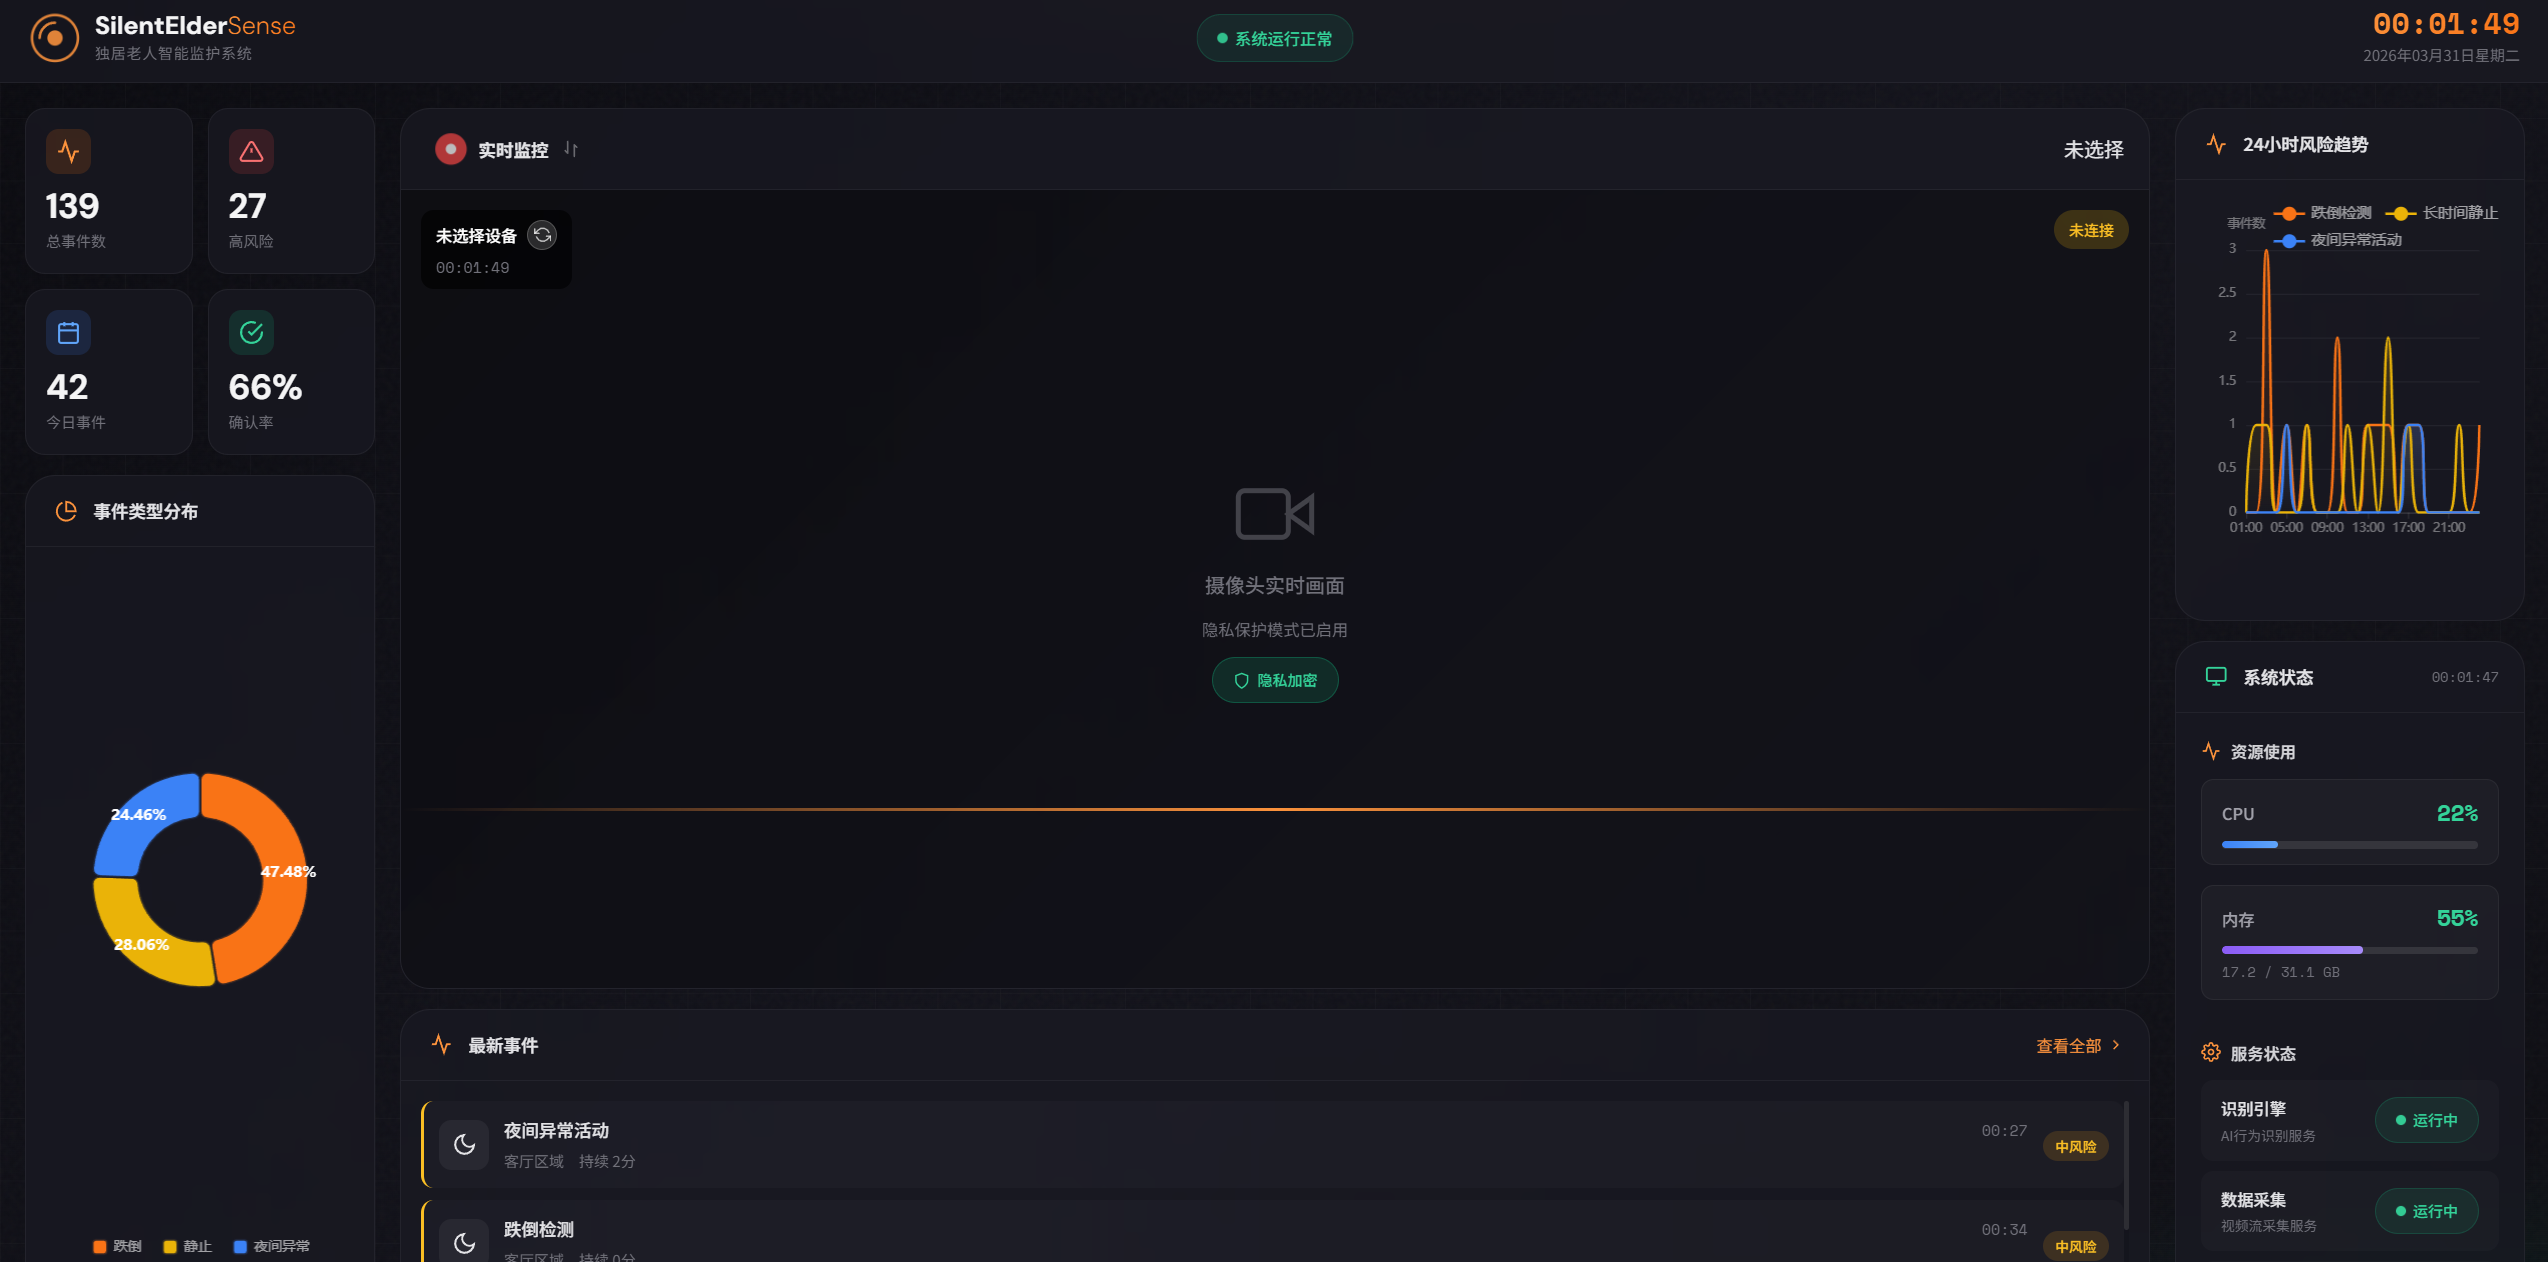 SilentElderSense
独居老人智能监护系统
系统运行正常
00:01:49
2026年03月31日星期二
139
总事件数
27
高风险
42
今日事件
66%
确认率
事件类型分布
24.46%
47.48%
28.06%
跌倒 静止 夜间异常
实时监控
未选择
未选择设备
00:01:49
未连接
摄像头实时画面
隐私保护模式已启用
隐私加密
最新事件
查看全部
夜间异常活动
客厅区域 持续 2分
00:27
中风险
跌倒检测
客厅区域 持续 0分
00:34
中风险
24小时风险趋势
事件数
跌倒检测 长时间静止
夜间异常活动
3
2.5
2
1.5
1
0.5
0
01:00 05:00 09:00 13:00 17:00 21:00
系统状态
00:01:47
资源使用
CPU 22%
内存 55%
17.2 / 31.1 GB
服务状态
识别引擎
AI行为识别服务
运行中
数据采集
视频流采集服务
运行中